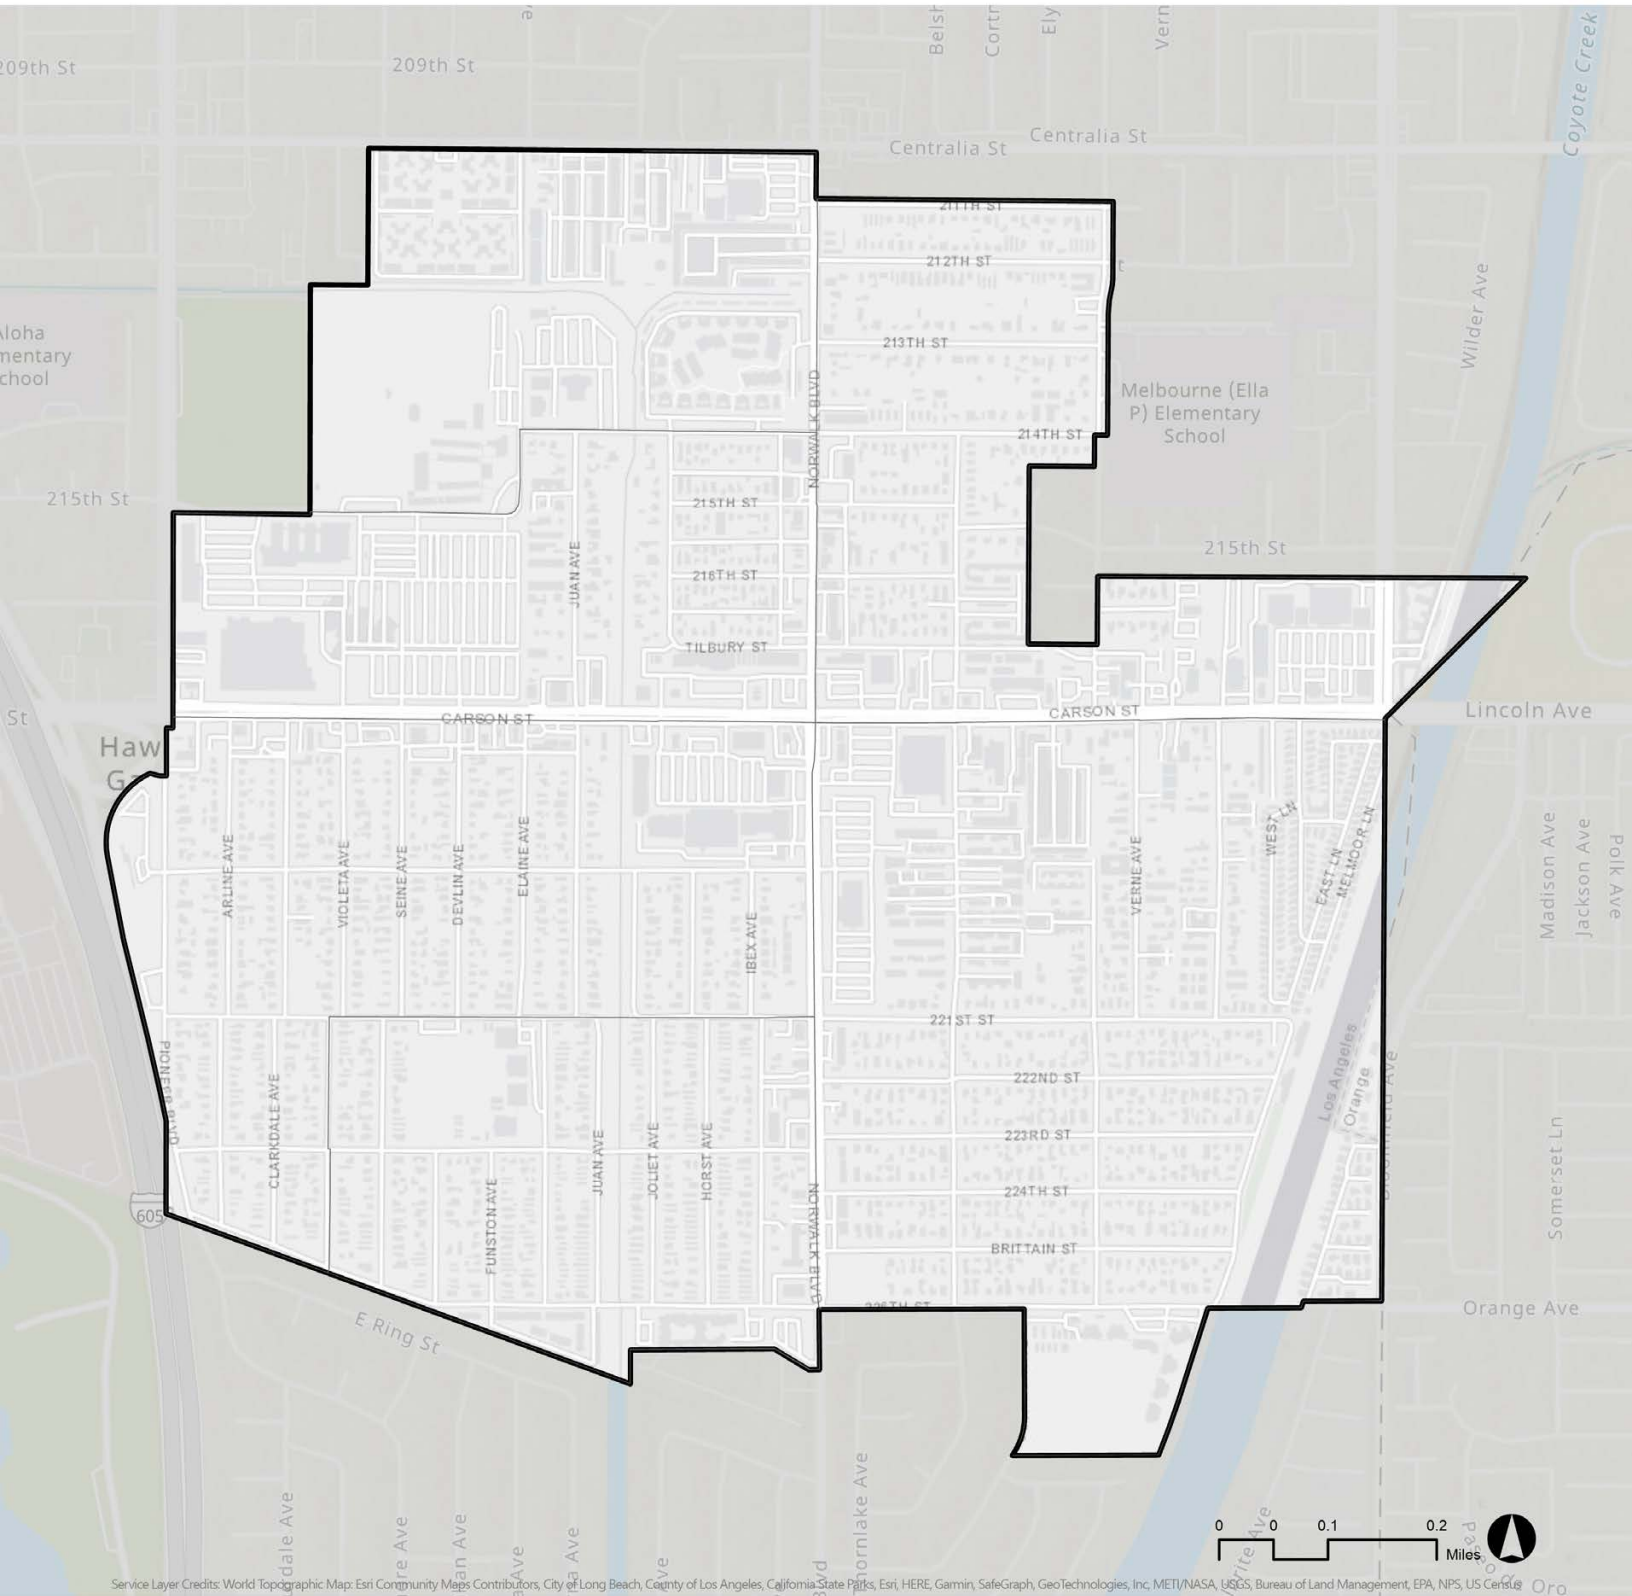 209th St
209th St
Centralia St
Centralia St
Coyote Creek
211TH ST
212TH ST
Wilder Ave
213TH ST
Melbourne (Ella
P) Elementary
School
NORWALK BLVD
214TH ST
215th St
215TH ST
215th St
JUAN AVE
216TH ST
TILBURY ST
St
CARSON ST
CARSON ST
Lincoln Ave
Haw
ARLINE AVE
VIOLETA AVE
SEINE AVE
DEVLIN AVE
ELAINE AVE
IBEX AVE
VERNE AVE
WEST LN
EAST LN
MELMOOR LN
Madison Ave
Jackson Ave
Polk Ave
221ST ST
PIONEER BLVD
CLARKDALE AVE
222ND ST
Los Angeles
Orange
FUNSTON AVE
JUAN AVE
JOLIET AVE
HORST AVE
223RD ST
224TH ST
NORWALK BLVD
BRITTAIN ST
Somerset Ln
605
Orange Ave
E Ring St
0 0 0.1 0.2
Miles
Service Layer Credits: World Topographic Map: Esri Community Maps Contributors, City of Long Beach, County of Los Angeles, California State Parks, Esri, HERE, Garmin, SafeGraph, GeoTechnologies, Inc, METI/NASA, USGS, Bureau of Land Management, EPA, NPS, US Census